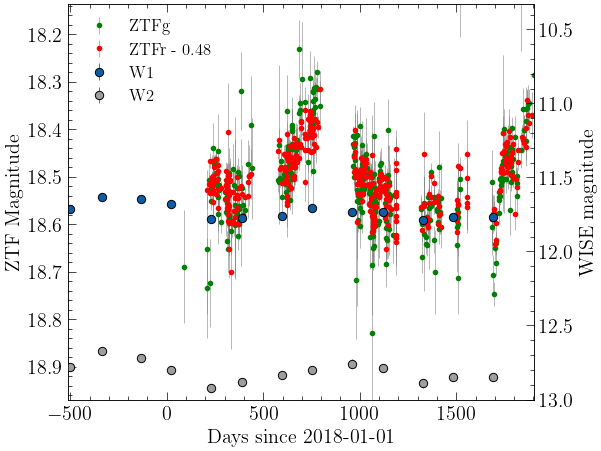 ZTFg
ZTFr - 0.48
W1
W2
18.2
18.3
18.4
18.5
18.6
18.7
18.8
18.9
10.5
11.0
11.5
12.0
12.5
13.0
−500
0
500
1000
1500
ZTF Magnitude
WISE magnitude
Days since 2018-01-01